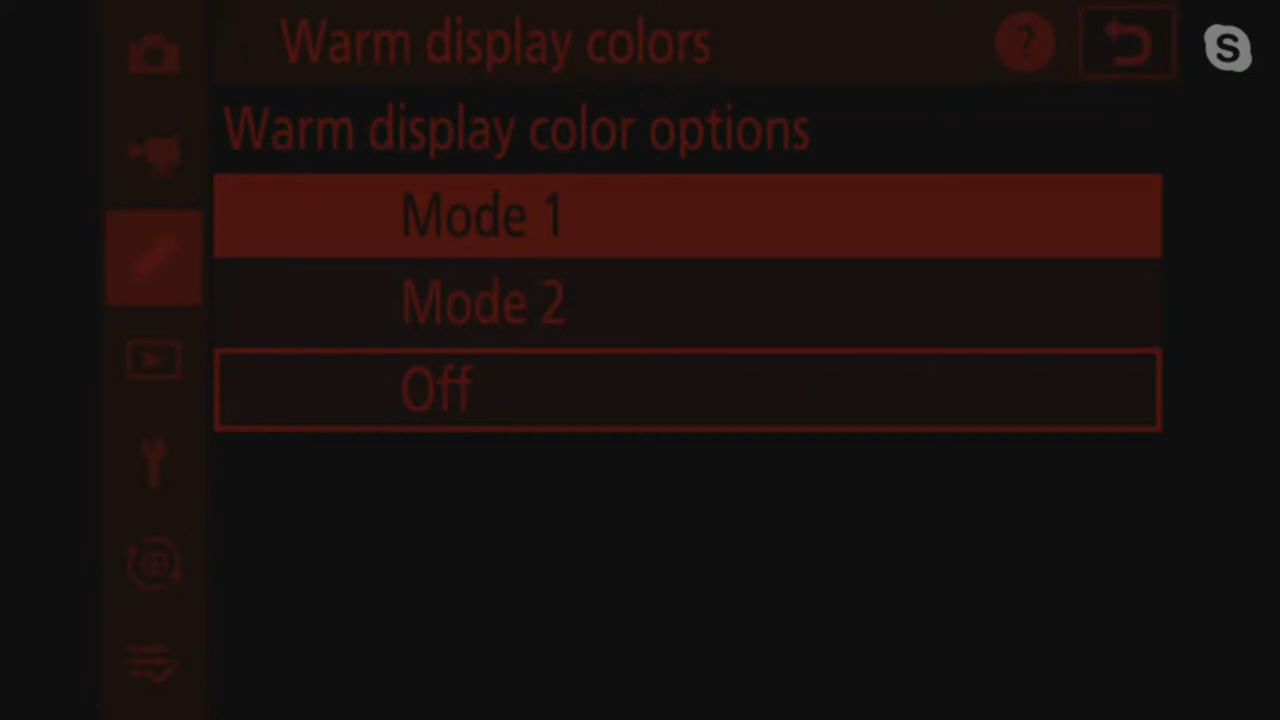 Warm display colors ?
S
Warm display color options
Mode 1
Mode 2
Off